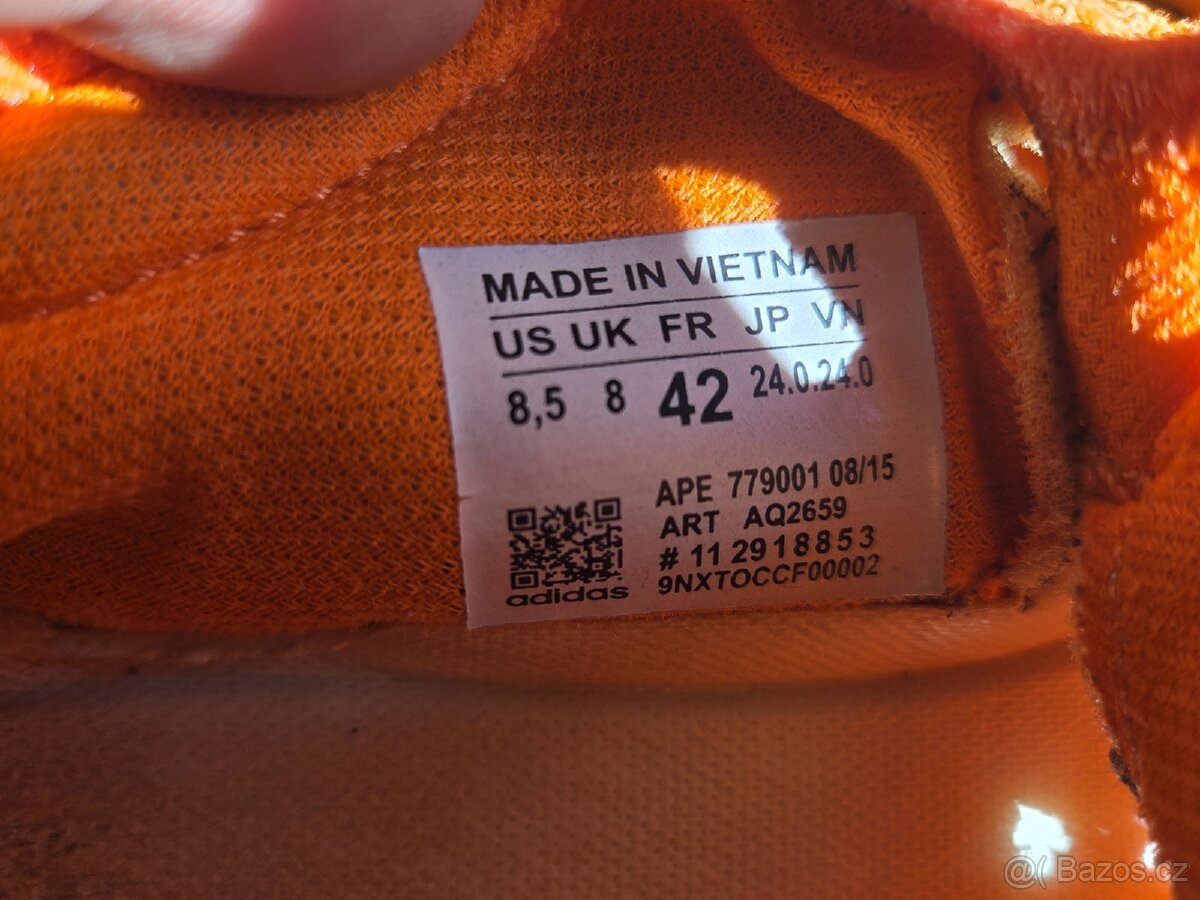 MADE IN VIETNAM
US UK FR JP VN
8,5 8 42 24.0.24.0
APE 779001 08/15
ART AQ2659
# 11 2918853
9NXTOCCF00002
adidas
@( Bazos.cz